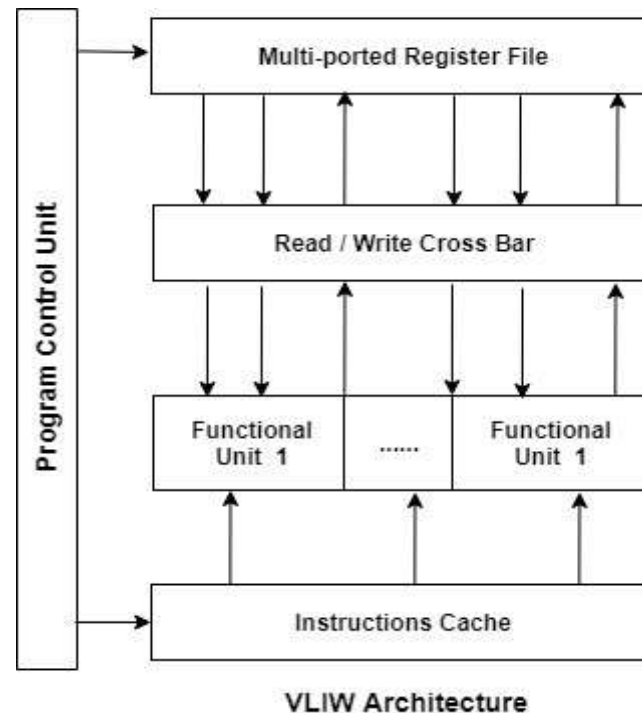 Program Control Unit
Multi-ported Register File
Read / Write Cross Bar
Functional
Unit 1
......
Functional
Unit 1
Instructions Cache
VLIW Architecture